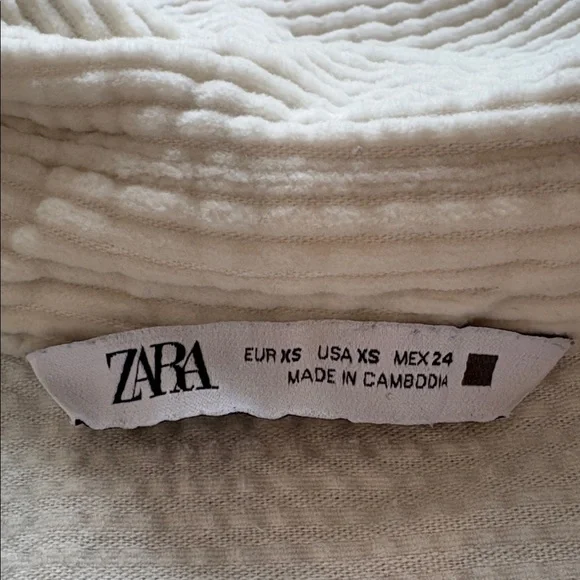 ZARA
EUR XS USA XS MEX 24
MADE IN CAMBODIA